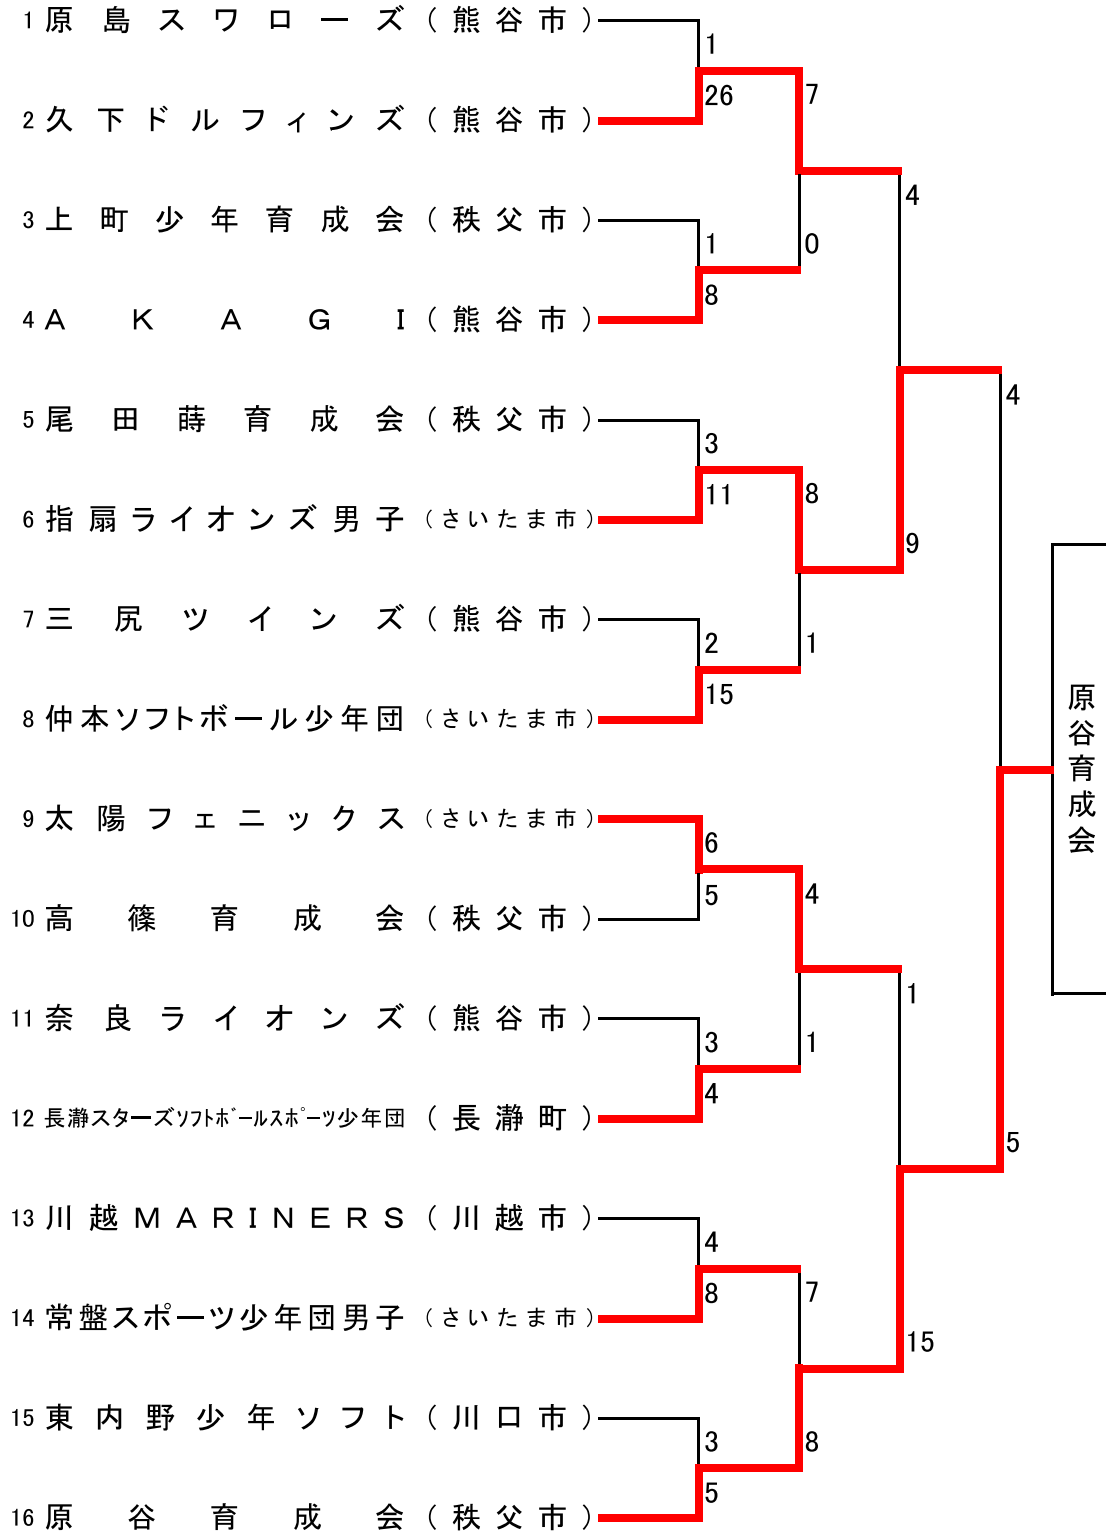 1 原島スワローズ(熊谷市)
1
26
7
2 久下ドルフィンズ(熊谷市)
4
3 上町少年育成会(秩父市)
1
8
0
4 AKAGI(熊谷市)
4
5 尾田蒔育成会(秩父市)
3
11
8
6 指扇ライオンズ男子(さいたま市)
9
7 三尻ツインズ(熊谷市)
2
15
1
8 仲本ソフトボール少年団(さいたま市)
原谷育成会
9 太陽フェニックス(さいたま市)
6
5
4
10 高篠育成会(秩父市)
1
11 奈良ライオンズ(熊谷市)
3
4
1
12 長瀞スターズソフトボールスポーツ少年団(長瀞町)
5
13 川越MARINERS(川越市)
4
8
7
14 常盤スポーツ少年団男子(さいたま市)
15
15 東内野少年ソフト(川口市)
3
5
8
16 原谷育成会(秩父市)